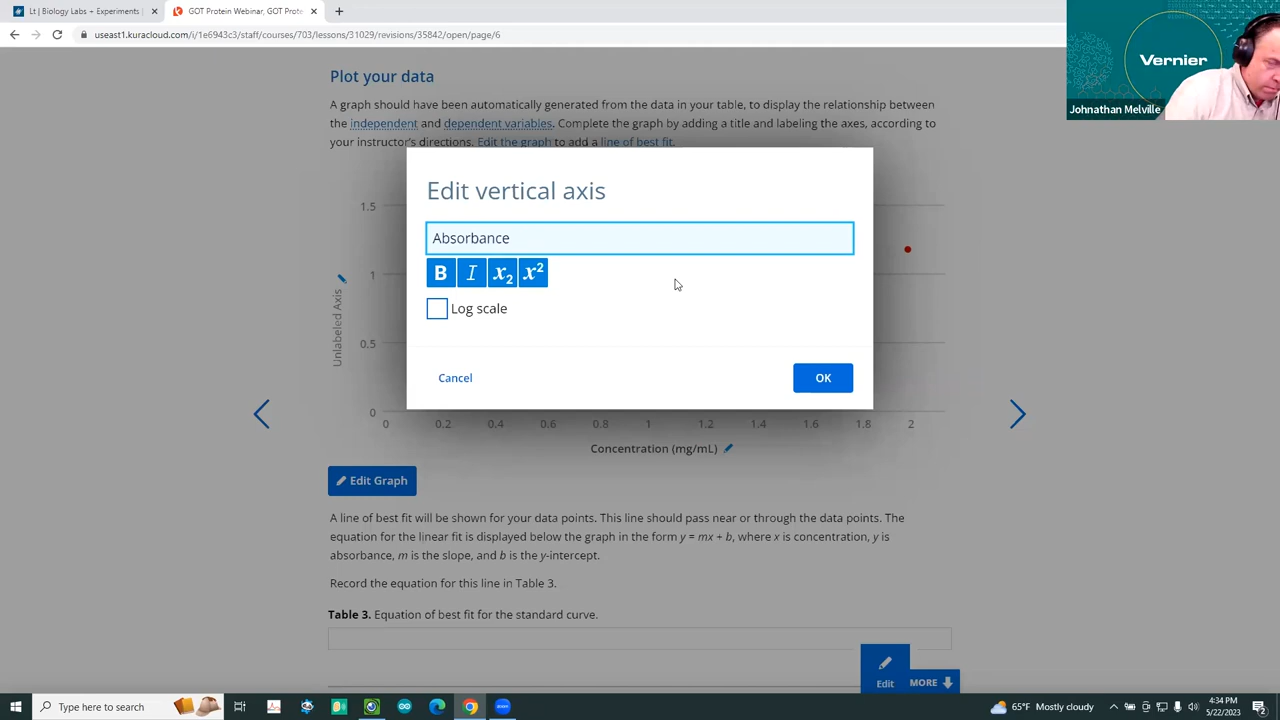 Lt | Biology Labs + Experiments |
GOT Protein Webinar, GOT Prote
useast1.kuracloud.com/i/1e6943c3/staff/courses/703/lessons/31029/revisions/35842/open/page/6
Vernier
Johnathan Melville
Plot your data
A graph should have been automatically generated from the data in your table, to display the relationship between
the independent and dependent variables. Complete the graph by adding a title and labeling the axes, according to
your instructor's directions. Edit the graph to add a line of best fit.
Edit vertical axis
Absorbance
B I x₂ x²
Log scale
Cancel
OK
1.5
1
0.5
0
Unlabeled Axis
0 0.2 0.4 0.6 0.8 1 1.2 1.4 1.6 1.8 2
Concentration (mg/mL)
Edit Graph
A line of best fit will be shown for your data points. This line should pass near or through the data points. The
equation for the linear fit is displayed below the graph in the form y = mx + b, where x is concentration, y is
absorbance, m is the slope, and b is the y-intercept.
Record the equation for this line in Table 3.
Table 3. Equation of best fit for the standard curve.
Edit
MORE
Type here to search
65°F Mostly cloudy
4:34 PM
5/22/2023
2